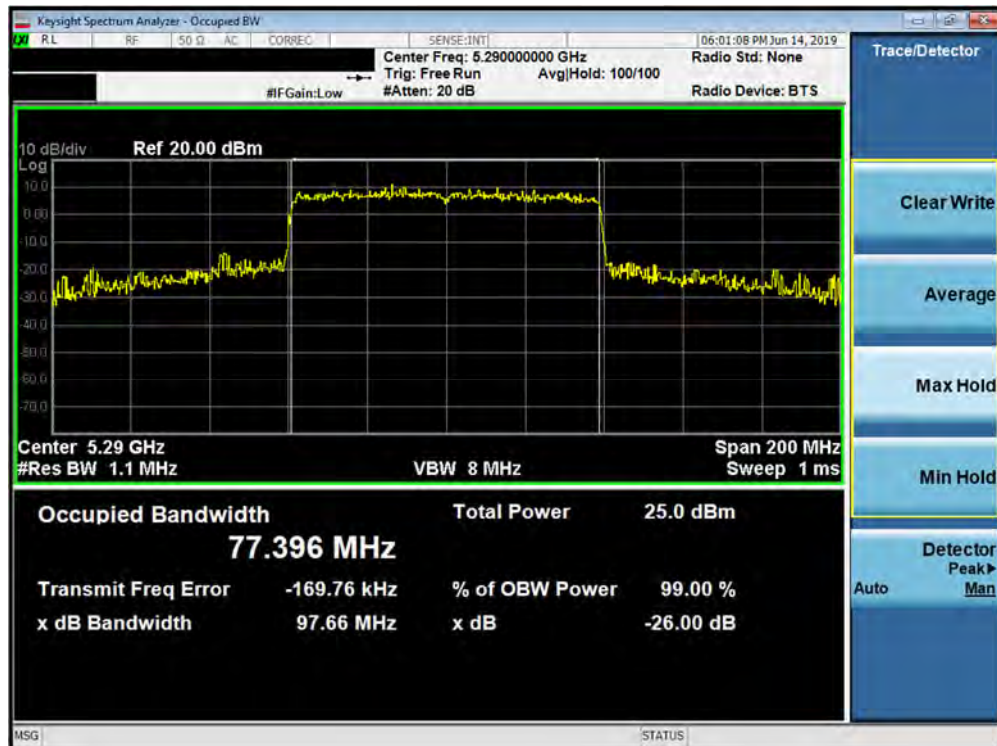 Keysight Spectrum Analyzer - Occupied BW
LXI RL RF 50 Ω AC CORREC SENSE:INT 06:01:08 PM Jun 14, 2019
Center Freq: 5.290000000 GHz Radio Std: None
Trig: Free Run Avg|Hold: 100/100
#IFGain:Low #Atten: 20 dB Radio Device: BTS
10 dB/div Ref 20.00 dBm
Log
10.0
0.00
-10.0
-20.0
-30.0
-40.0
-50.0
-60.0
-70.0
Center 5.29 GHz Span 200 MHz
#Res BW 1.1 MHz VBW 8 MHz Sweep 1 ms
Occupied Bandwidth Total Power 25.0 dBm
77.396 MHz
Transmit Freq Error -169.76 kHz % of OBW Power 99.00 %
x dB Bandwidth 97.66 MHz x dB -26.00 dB
Trace/Detector
Clear Write
Average
Max Hold
Min Hold
Detector
Peak▶
Auto Man
MSG STATUS